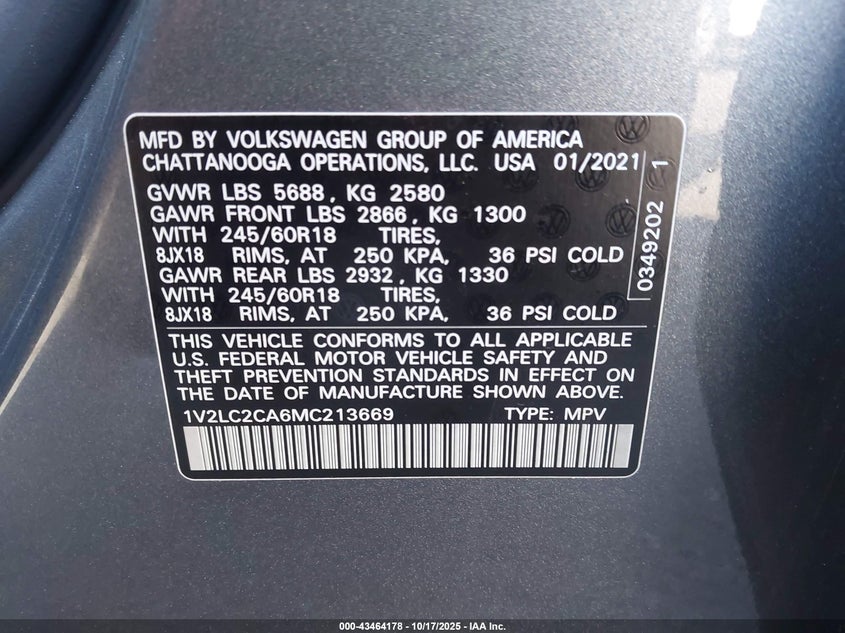 MFD BY VOLKSWAGEN GROUP OF AMERICA
CHATTANOOGA OPERATIONS, LLC. USA 01/2021
GVWR LBS 5688, KG 2580
GAWR FRONT LBS 2866, KG 1300
WITH 245/60R18 TIRES,
8JX18 RIMS, AT 250 KPA, 36 PSI COLD
GAWR REAR LBS 2932, KG 1330
WITH 245/60R18 TIRES,
8JX18 RIMS, AT 250 KPA, 36 PSI COLD
THIS VEHICLE CONFORMS TO ALL APPLICABLE
U.S. FEDERAL MOTOR VEHICLE SAFETY AND
THEFT PREVENTION STANDARDS IN EFFECT ON
THE DATE OF MANUFACTURE SHOWN ABOVE.
1V2LC2CA6MC213669 TYPE: MPV
0349202 1
000-43464178 - 10/17/2025 - IAA Inc.